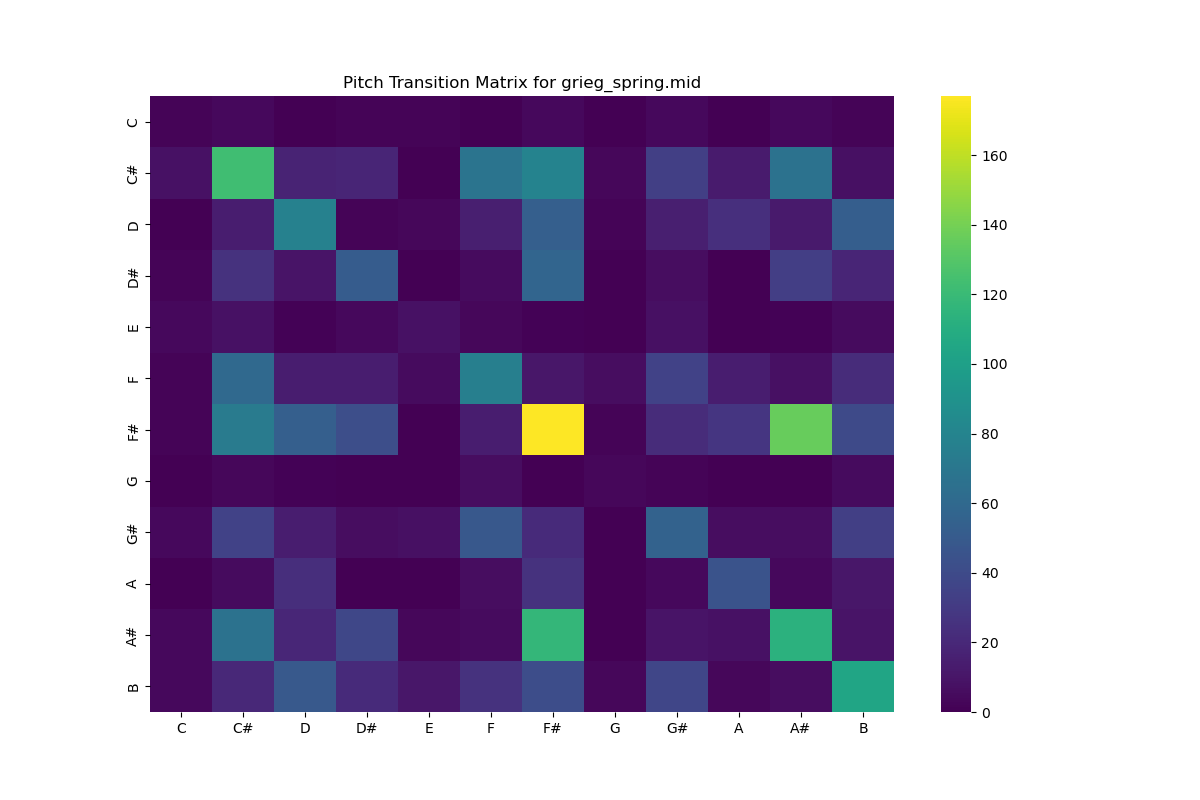 Pitch Transition Matrix for grieg_spring.mid
C
C#
D
D#
E
F
F#
G
G#
A
A#
B
C C# D D# E F F# G G# A A# B
160
140
120
100
80
60
40
20
0